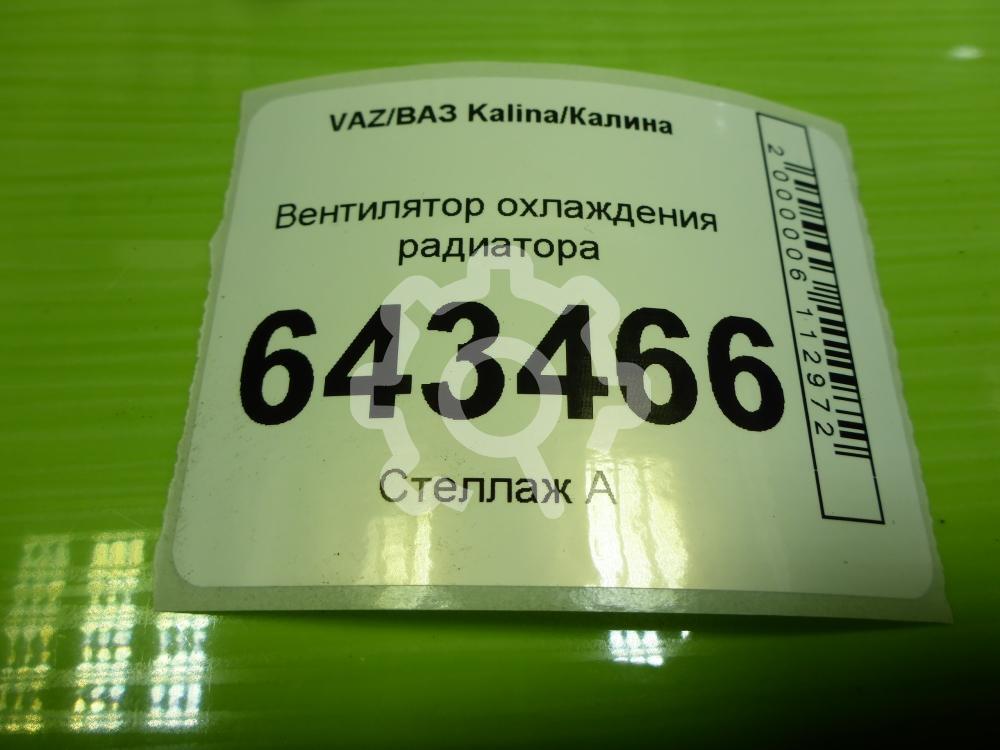 VAZ/ВАЗ Kalina/Калина
Вентилятор охлаждения
радиатора
643466
Стеллаж А
2000006112972